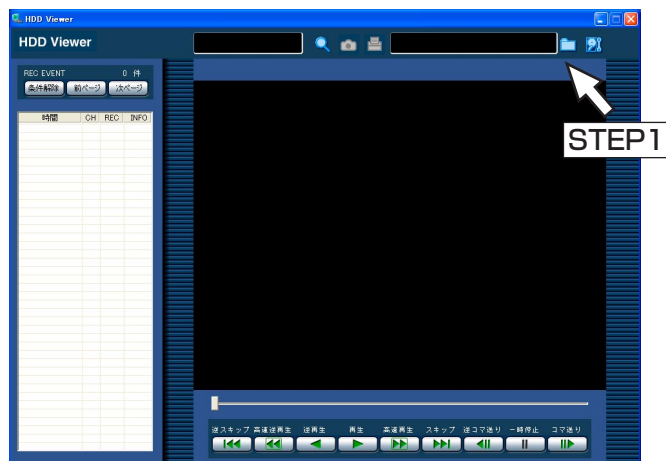 HDD Viewer
HDD Viewer
REC EVENT 0 件
条件解除 前ページ 次ページ
時間 CH REC INFO
STEP1
逆スキップ 高速逆再生 逆再生 再生 高速再生 スキップ 逆コマ送り 一時停止 コマ送り